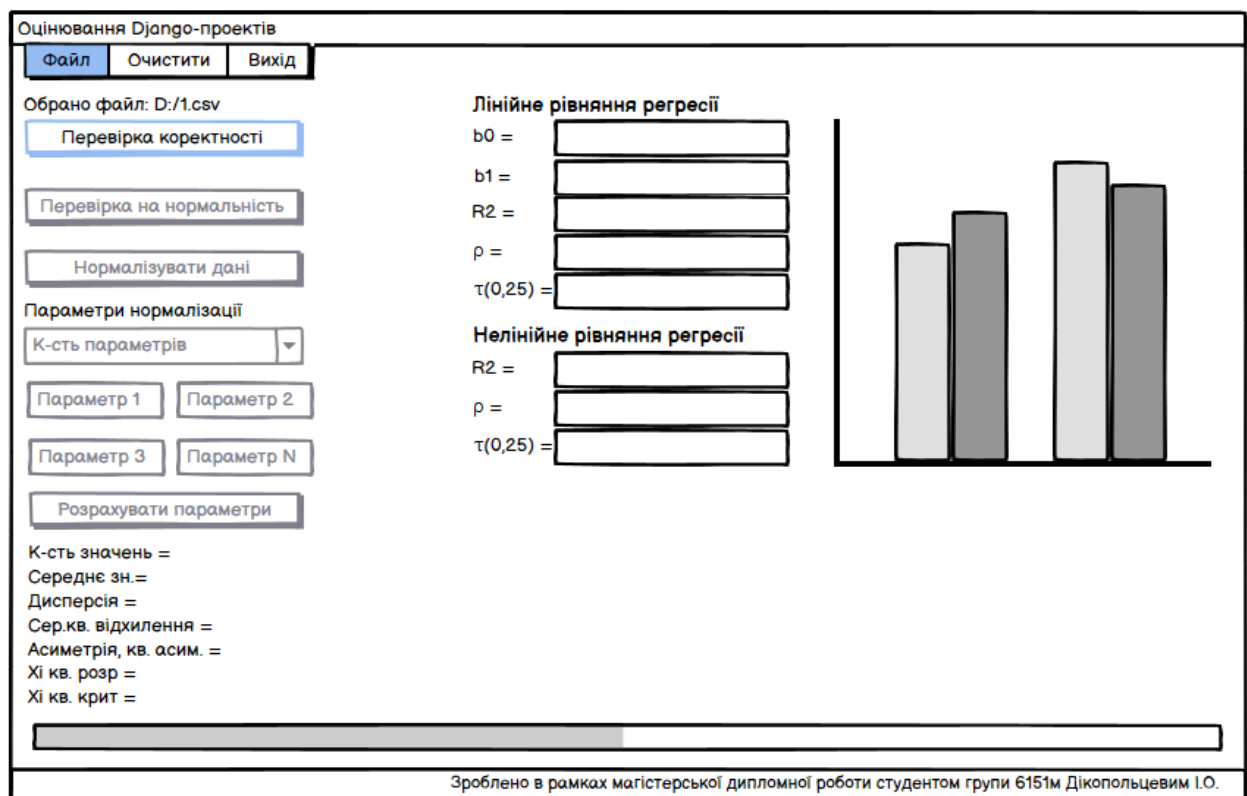 Оцінювання Django-проектів
Файл Очистити Вихід
Обрано файл: D:/1.csv
Перевірка коректності
Перевірка на нормальність
Нормалізувати дані
Параметри нормалізації
К-сть параметрів
Параметр 1 Параметр 2
Параметр 3 Параметр N
Розрахувати параметри
К-сть значень =
Середнє зн.=
Дисперсія =
Сер.кв. відхилення =
Асиметрія, кв. асим. =
Хі кв. розр =
Хі кв. крит =
Лінійне рівняння регресії
b0 =
b1 =
R2 =
ρ =
τ(0,25) =
Нелінійне рівняння регресії
R2 =
ρ =
τ(0,25) =
Зроблено в рамках магістерської дипломної роботи студентом групи 6151м Дікопольцевим І.О.